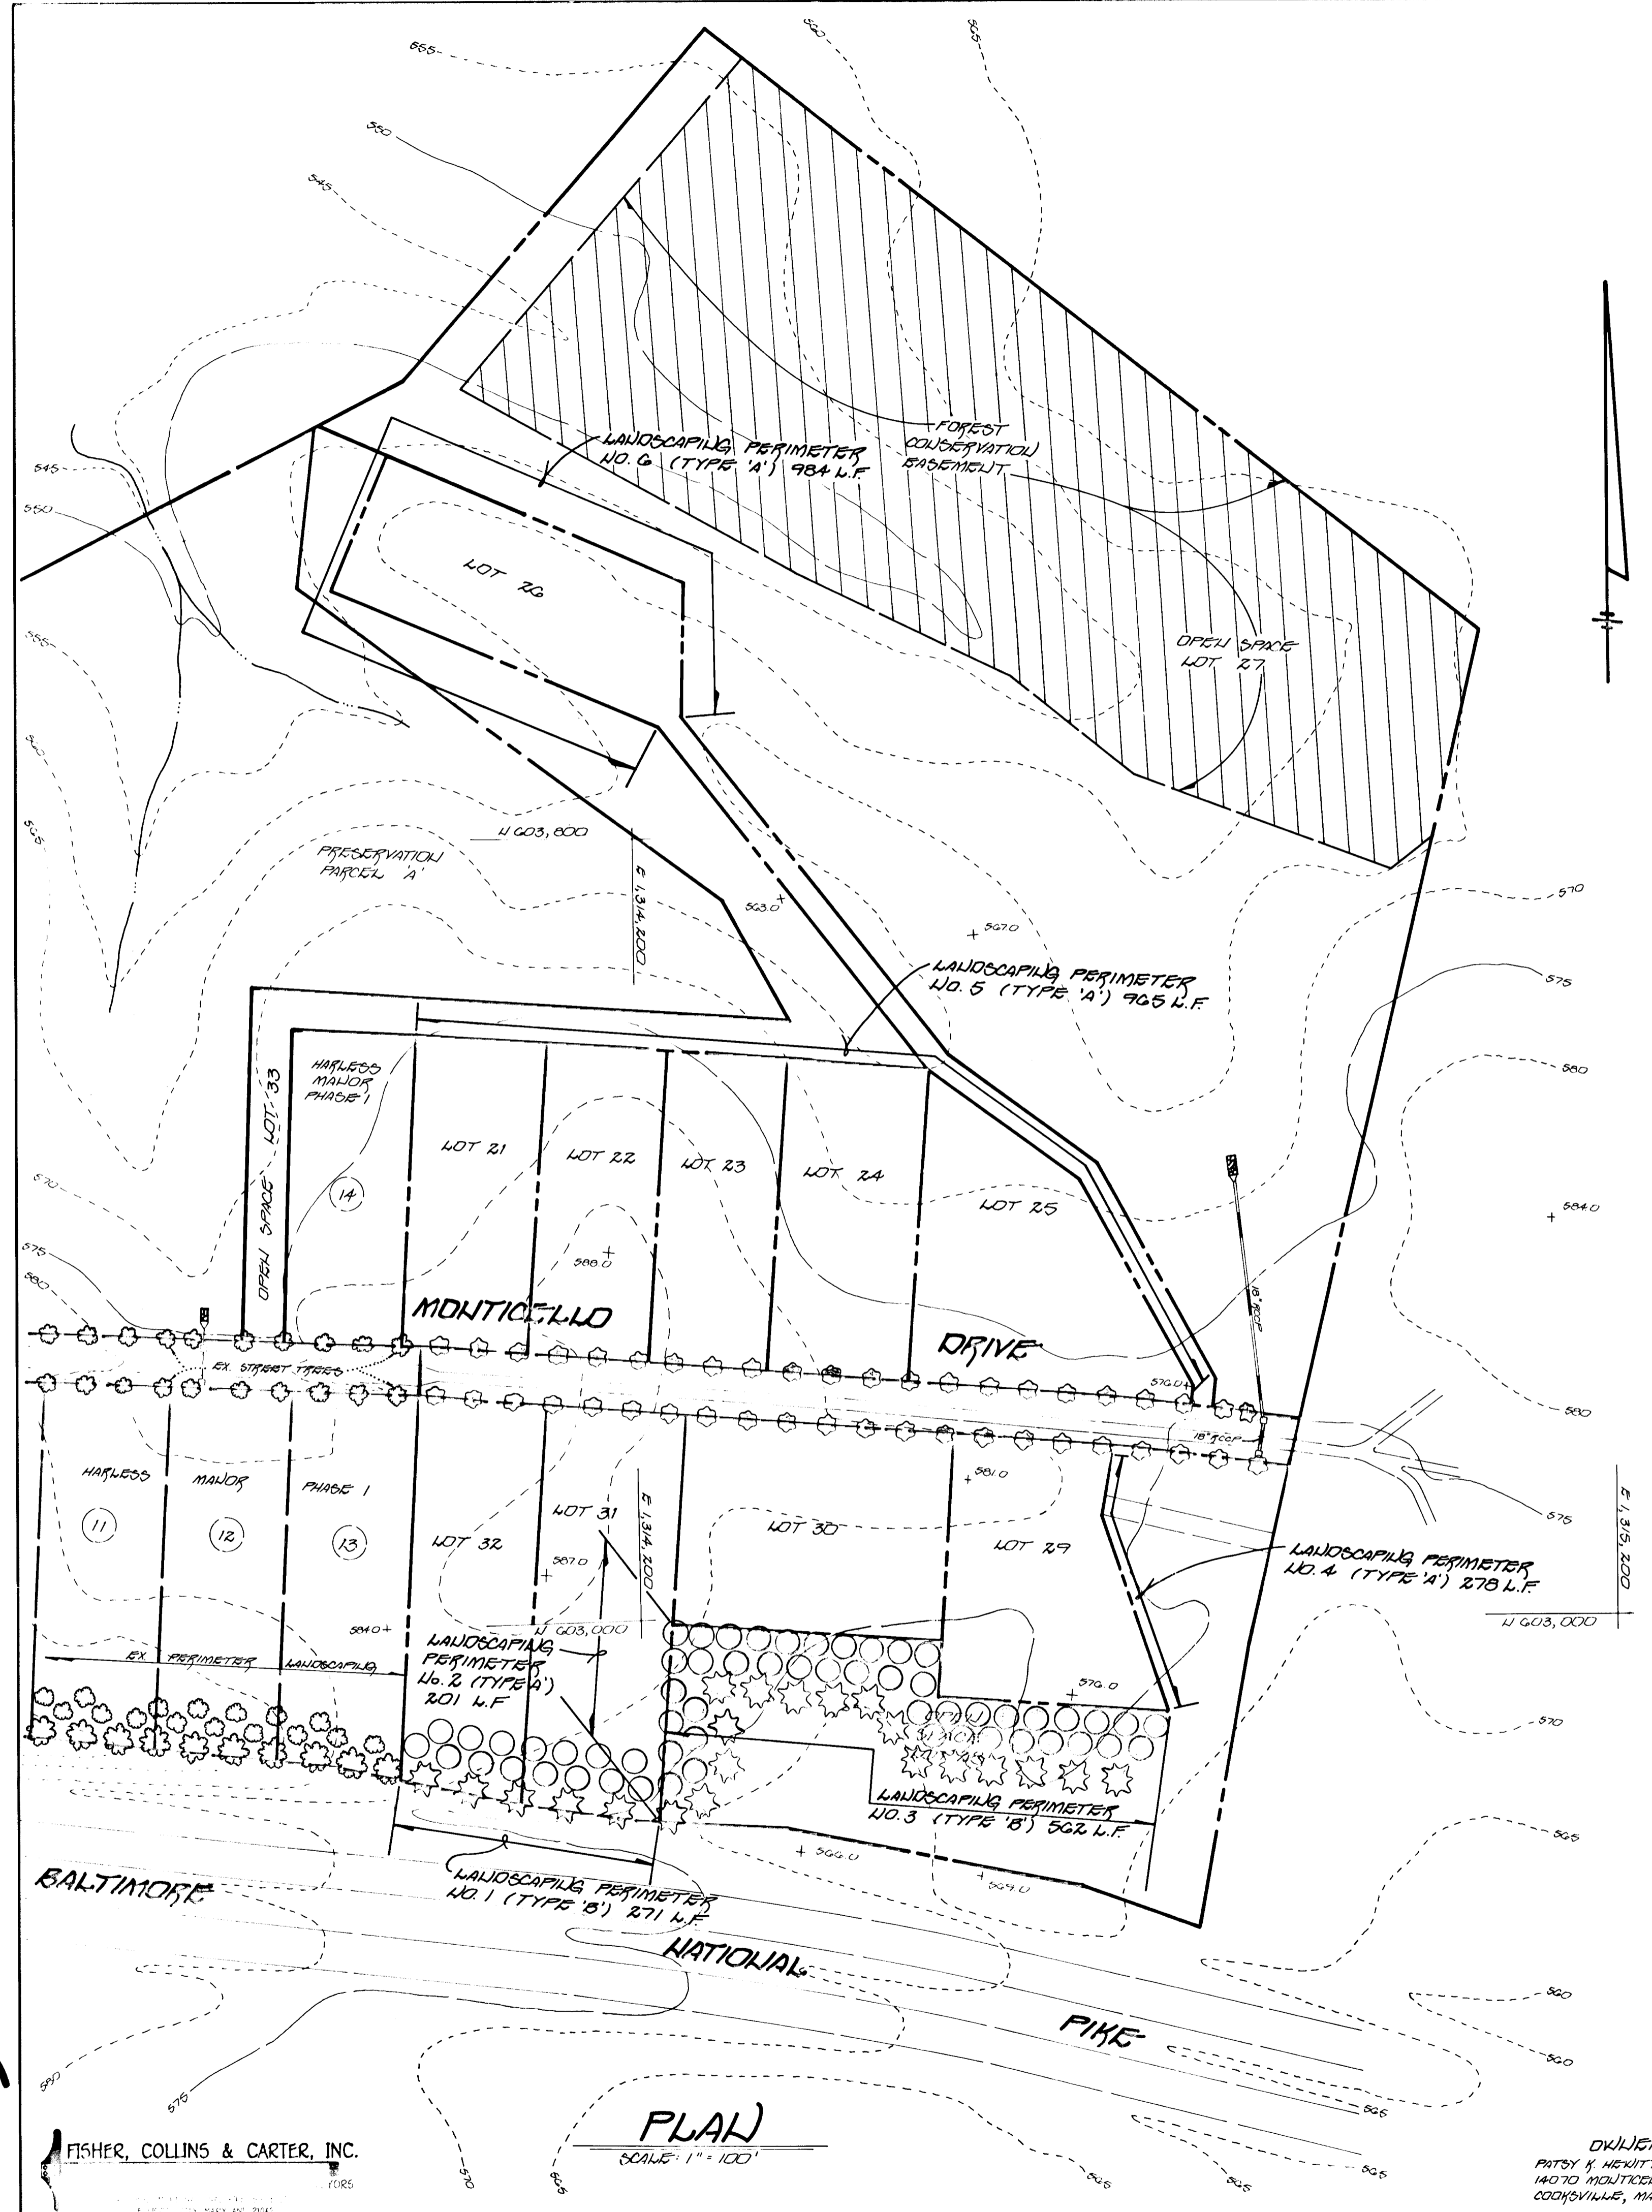 555
560
565
550
545
LANDSCAPING PERIMETER
NO. 6 (TYPE 'A') 984 L.F.
FOREST
CONSERVATION
EASEMENT
545
550
LOT 26
OPEN SPACE
LOT 27
555
560
565
N 603,800
PRESERVATION
PARCEL 'A'
E 1,314,200
563.0
567.0
570
LANDSCAPING PERIMETER
NO. 5 (TYPE 'A') 965 L.F.
575
580
HARLESS
MANOR
PHASE 1
OPEN SPACE LOT 33
LOT 21
LOT 22
LOT 23
LOT 24
LOT 25
14
570
584.0
575
580
588.0
MONTICELLO
DRIVE
18" RCCP
EX. STREET TREES
576.0
18" RCCP
580
HARLESS
MANOR
PHASE 1
11
12
13
LOT 32
LOT 31
587.0
E 1,314,200
LOT 30
581.0
LOT 29
575
E 1,315,200
LANDSCAPING PERIMETER
NO. 4 (TYPE 'A') 278 L.F.
N 603,000
584.0
N 603,000
EX. PERIMETER LANDSCAPING
LANDSCAPING
PERIMETER
No. 2 (TYPE 'A')
201 L.F
576.0
570
LANDSCAPING PERIMETER
NO. 3 (TYPE 'B') 562 L.F.
565
566.0
569.0
BALTIMORE
LANDSCAPING PERIMETER
NO. 1 (TYPE 'B') 271 L.F.
NATIONAL
PIKE
560
560
565
580
575
570
565
565
565
565
PLAN
SCALE: 1" = 100'
FISHER, COLLINS & CARTER, INC.
YORS
OWNE
PATSY K. HEWITT
14070 MONTICEL
COOKSVILLE, MA